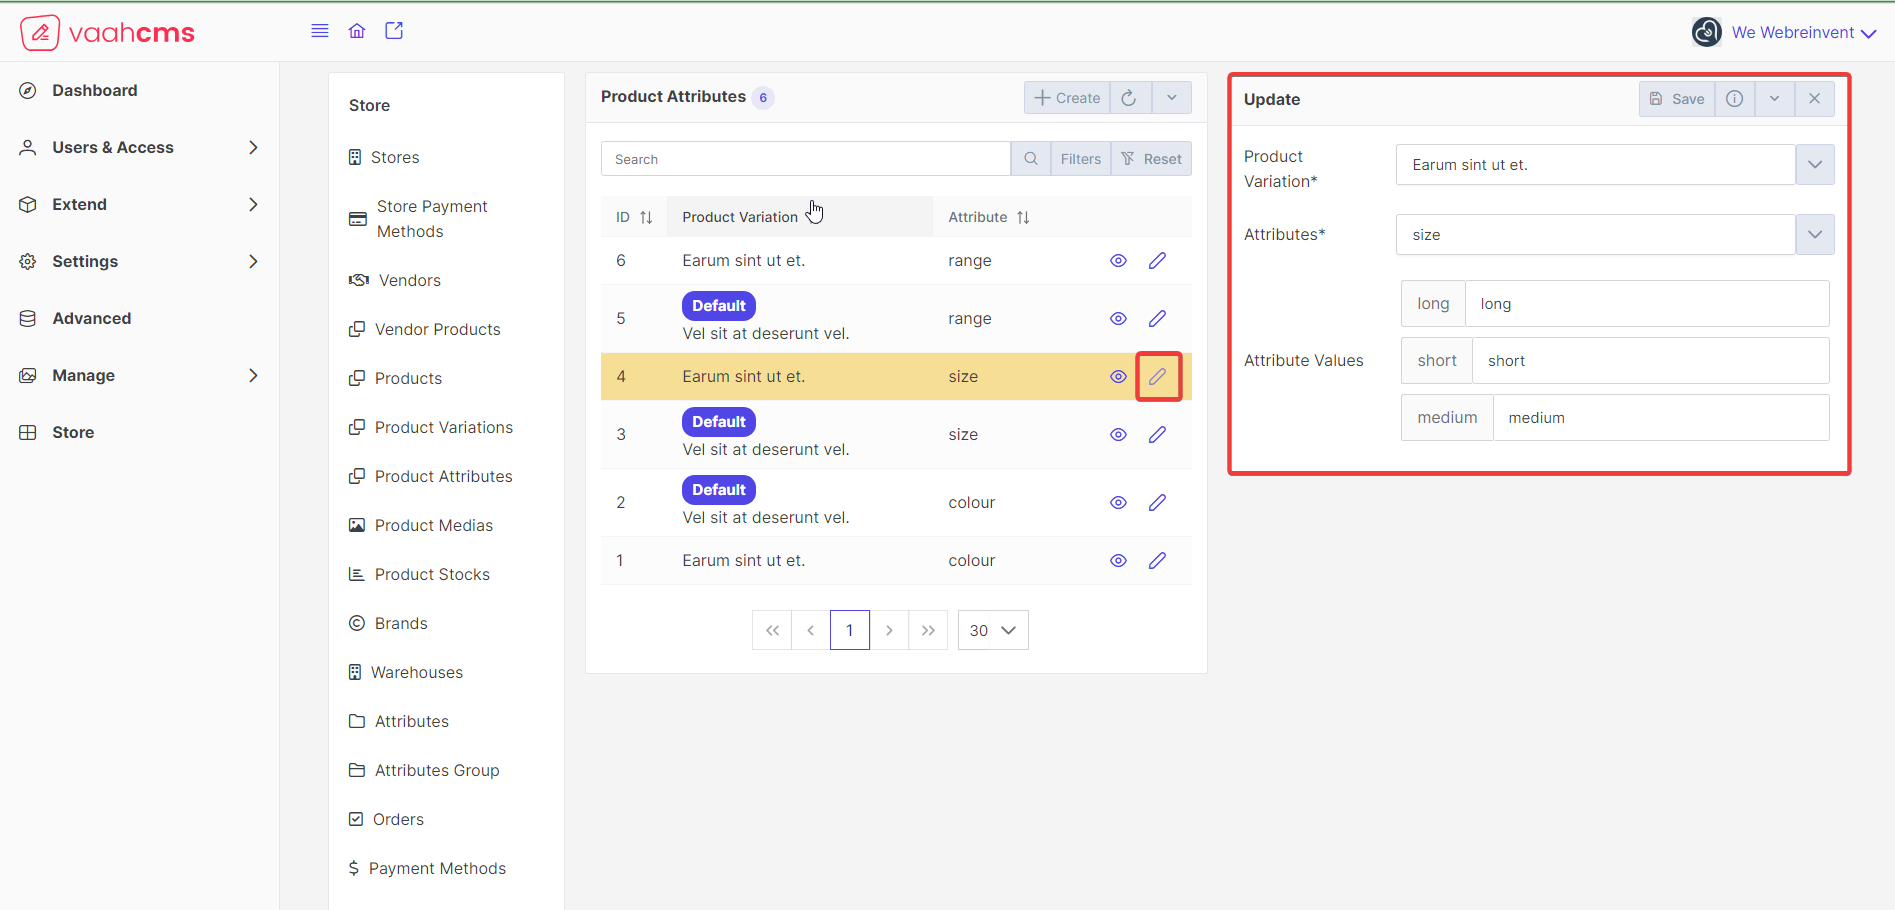 vaahcms
We Webreinvent
Dashboard
Users & Access
Extend
Settings
Advanced
Manage
Store
Store
Stores
Store Payment
Methods
Vendors
Vendor Products
Products
Product Variations
Product Attributes
Product Medias
Product Stocks
Brands
Warehouses
Attributes
Attributes Group
Orders
Payment Methods
Product Attributes 6
Create
Search
Filters
Reset
ID Product Variation Attribute
6 Earum sint ut et. range
Default
5 Vel sit at deserunt vel. range
4 Earum sint ut et. size
Default
3 Vel sit at deserunt vel. size
Default
2 Vel sit at deserunt vel. colour
1 Earum sint ut et. colour
1 30
Update
Save
Product
Variation*
Earum sint ut et.
Attributes* size
long long
Attribute Values short short
medium medium